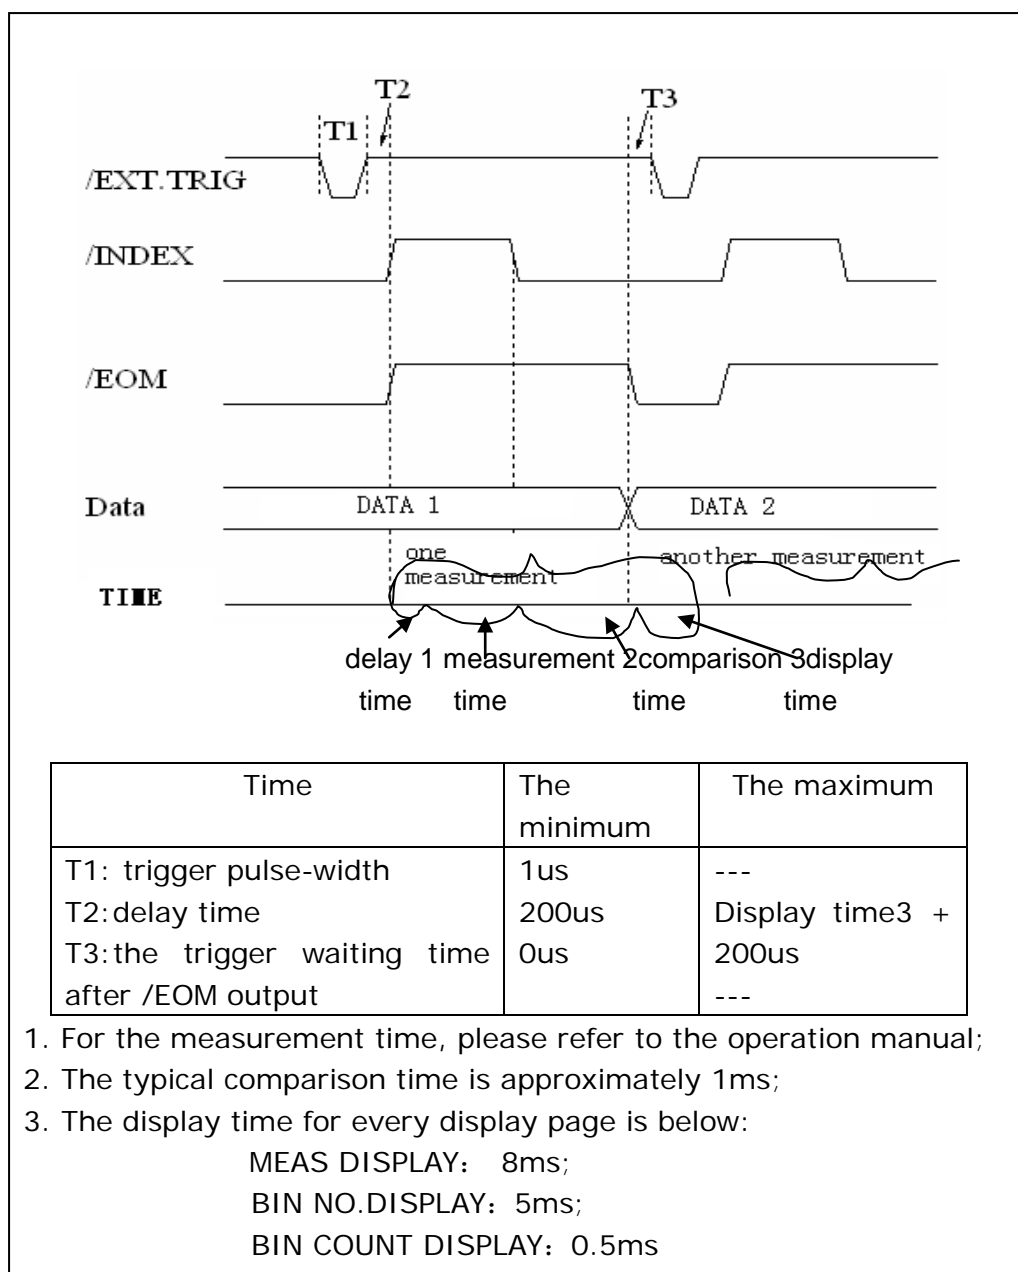 T2
T3
T1
/EXT.TRIG
/INDEX
/EOM
Data
DATA 1
DATA 2
one
another measurement
measurement
TIME
delay 1 measurement 2comparison 3display
time time time time
Time The The maximum
minimum
T1: trigger pulse-width 1us ---
T2:delay time 200us Display time3 +
T3:the trigger waiting time 0us 200us
after /EOM output ---
1. For the measurement time, please refer to the operation manual;
2. The typical comparison time is approximately 1ms;
3. The display time for every display page is below:
MEAS DISPLAY： 8ms;
BIN NO.DISPLAY：5ms;
BIN COUNT DISPLAY：0.5ms